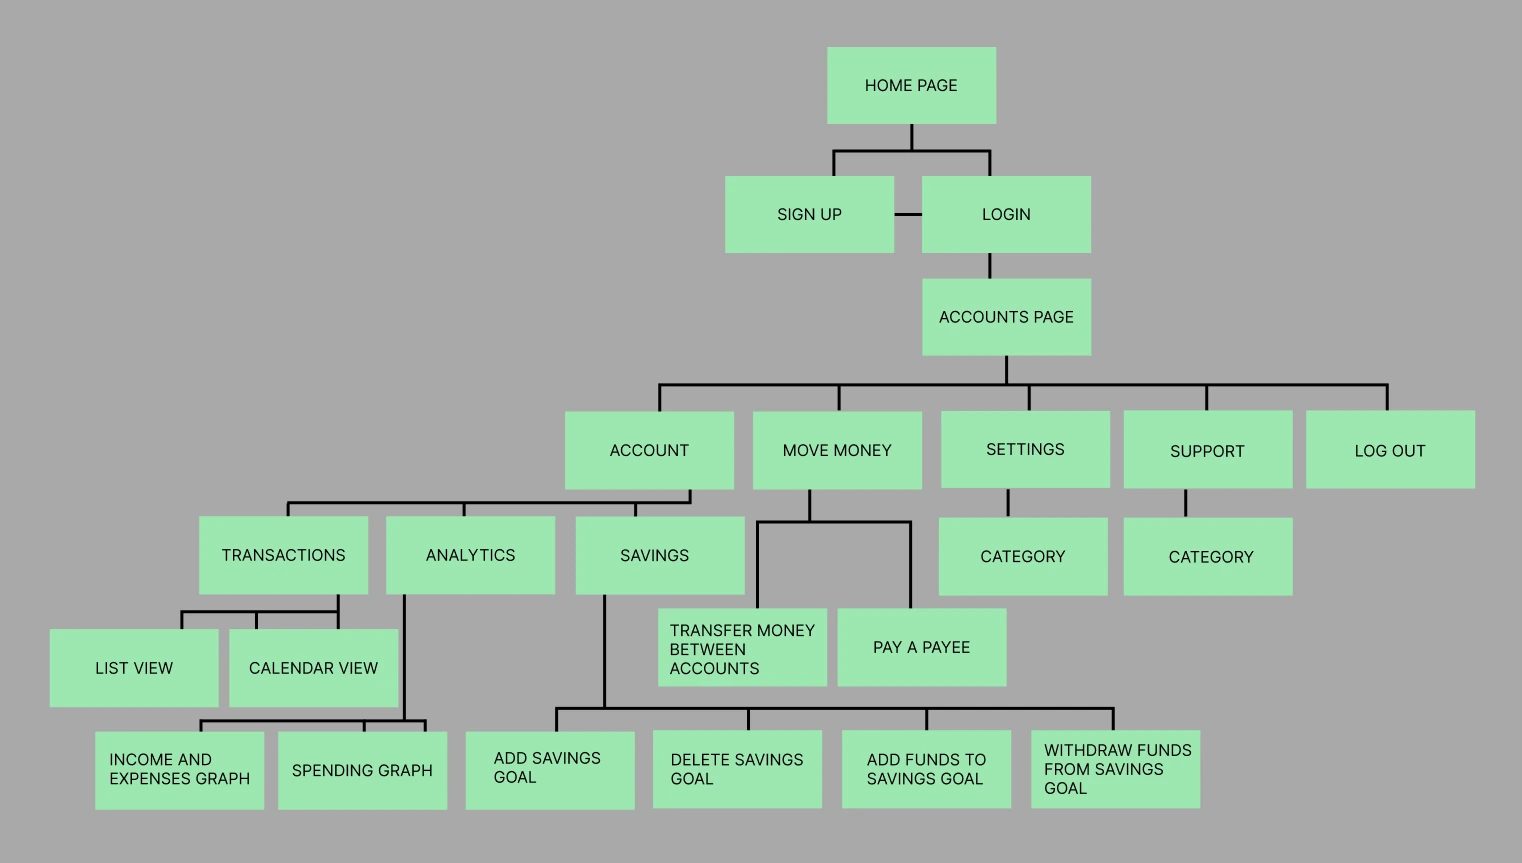 HOME PAGE
SIGN UP
LOGIN
ACCOUNTS PAGE
ACCOUNT
MOVE MONEY
SETTINGS
SUPPORT
LOG OUT
TRANSACTIONS
ANALYTICS
SAVINGS
CATEGORY
CATEGORY
TRANSFER MONEY
BETWEEN
ACCOUNTS
PAY A PAYEE
LIST VIEW
CALENDAR VIEW
INCOME AND
EXPENSES GRAPH
SPENDING GRAPH
ADD SAVINGS
GOAL
DELETE SAVINGS
GOAL
ADD FUNDS TO
SAVINGS GOAL
WITHDRAW FUNDS
FROM SAVINGS
GOAL